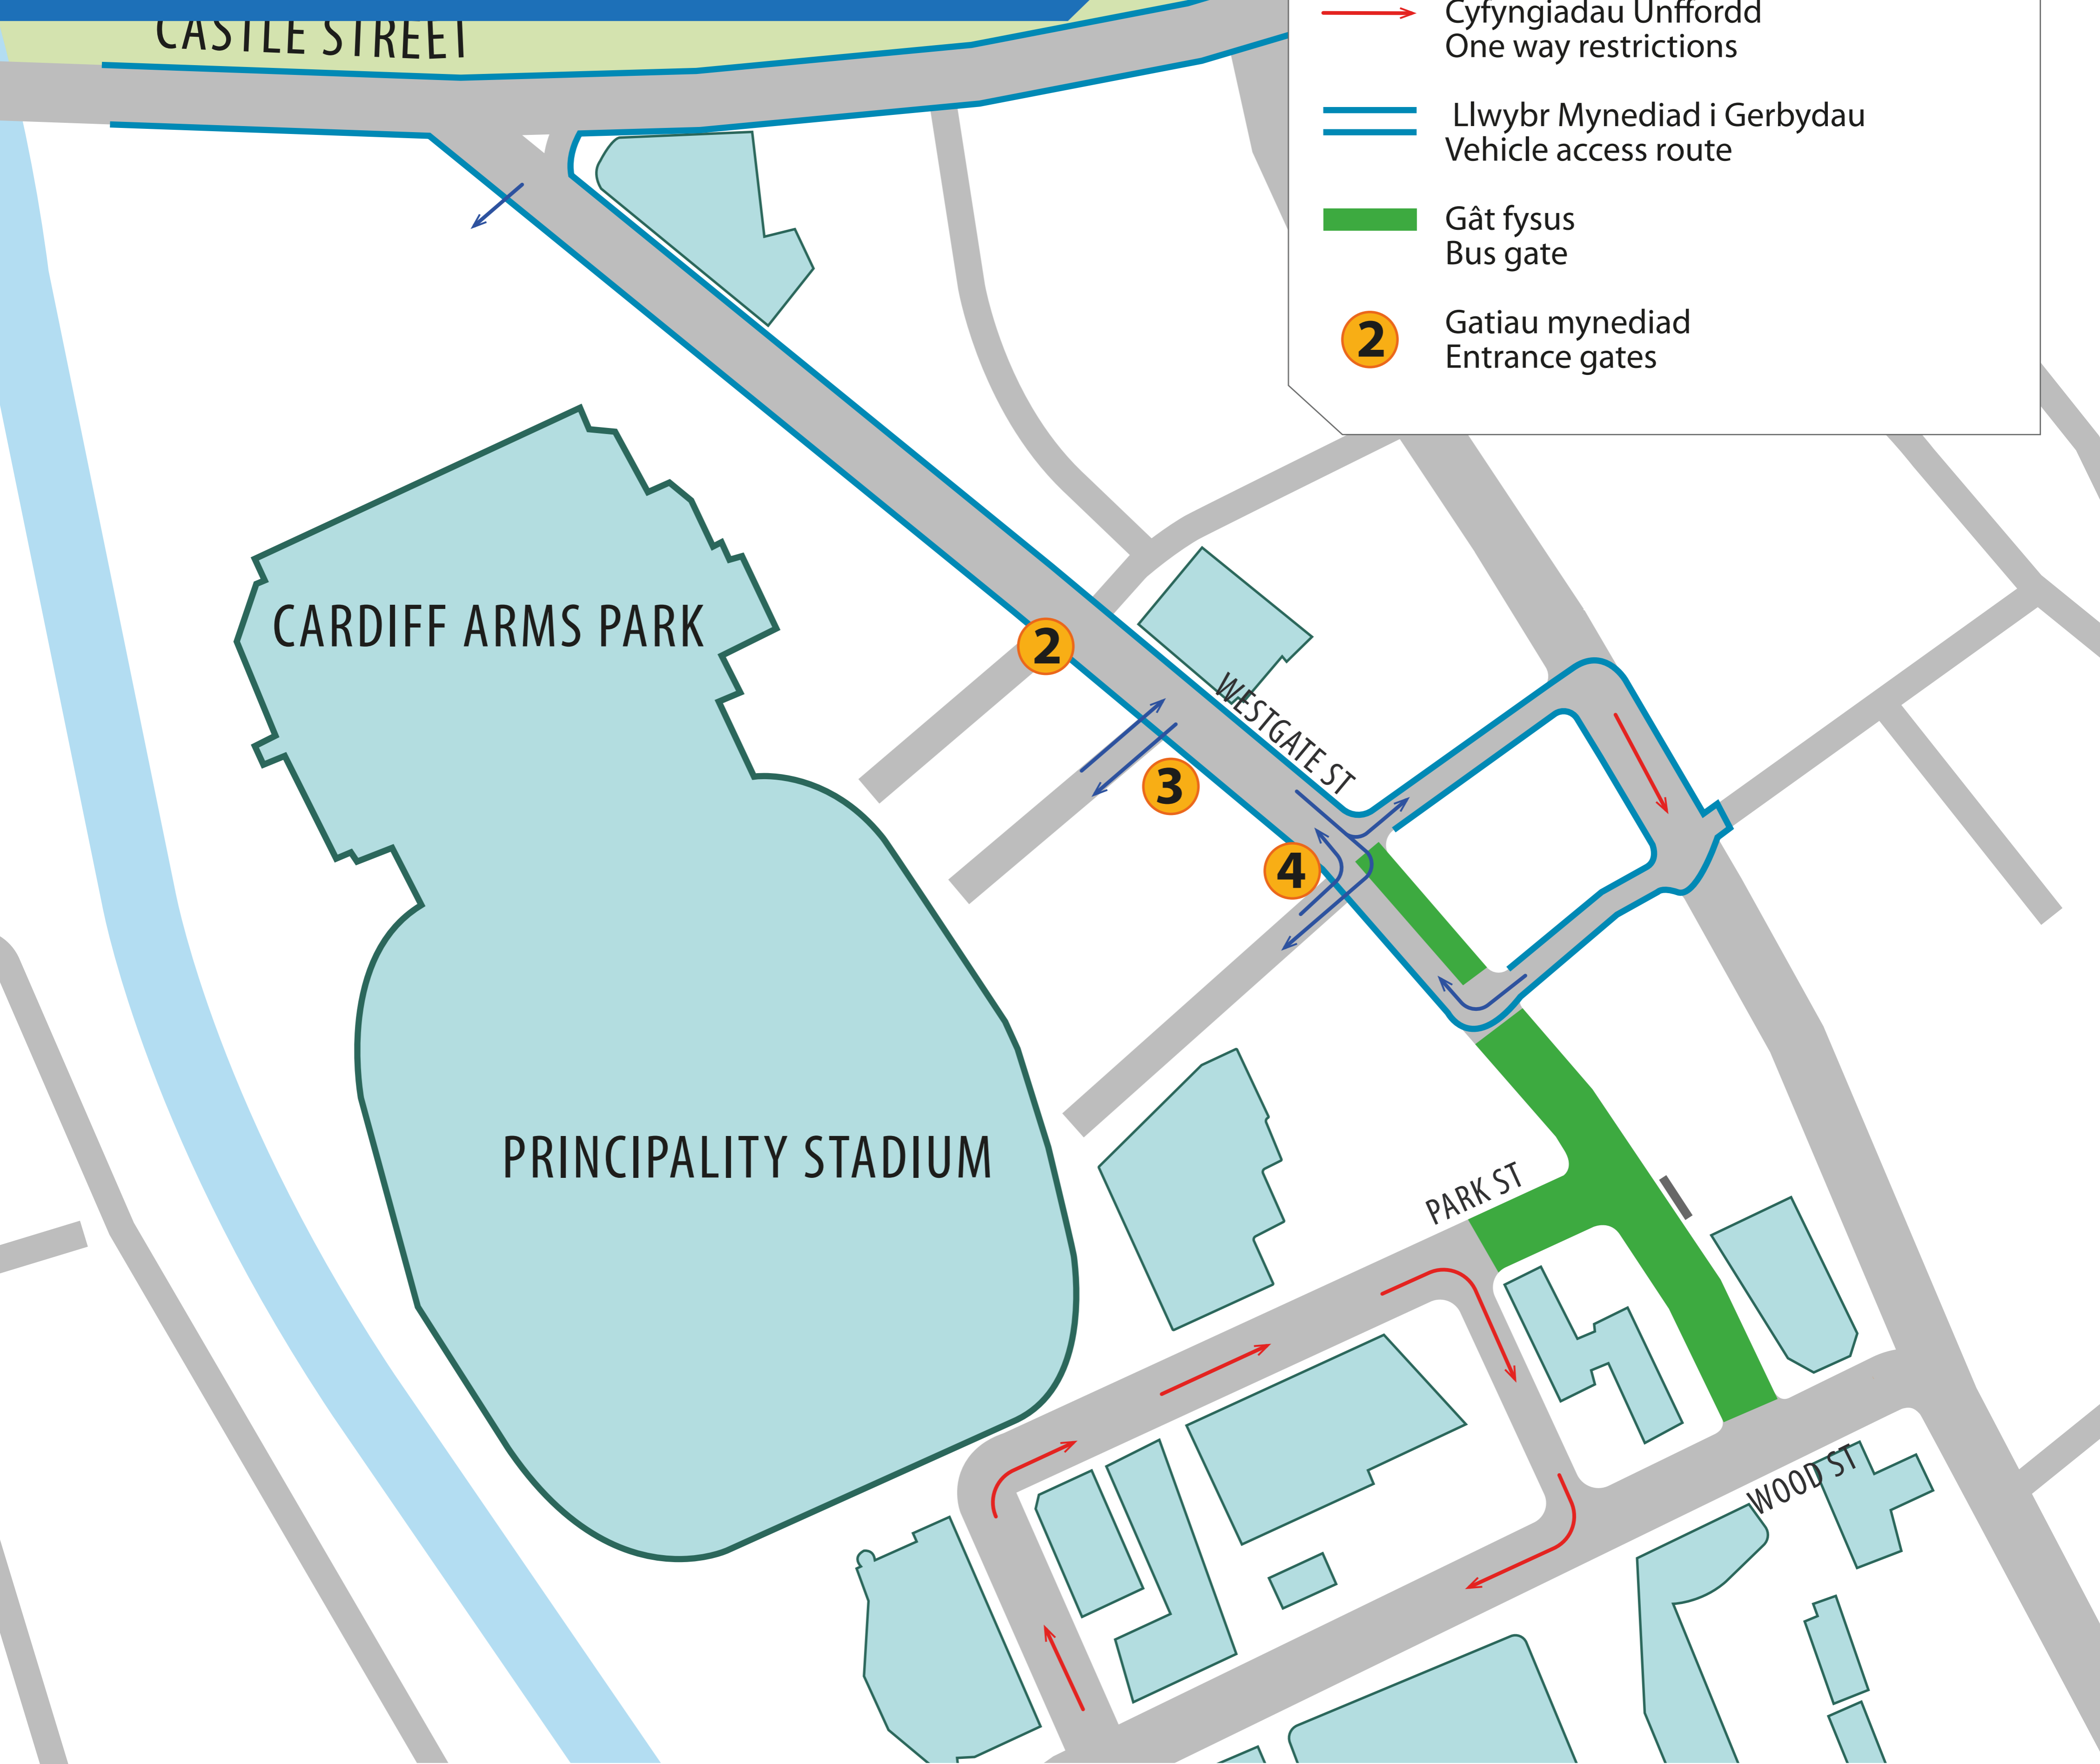 CASTLE STREET
Cyfyngiadau Unffordd
One way restrictions
Llwybr Mynediad i Gerbydau
Vehicle access route
Gât fysus
Bus gate
2
Gatiau mynediad
Entrance gates
CARDIFF ARMS PARK
2
WESTGATE ST
3
4
PRINCIPALITY STADIUM
PARK ST
WOOD ST